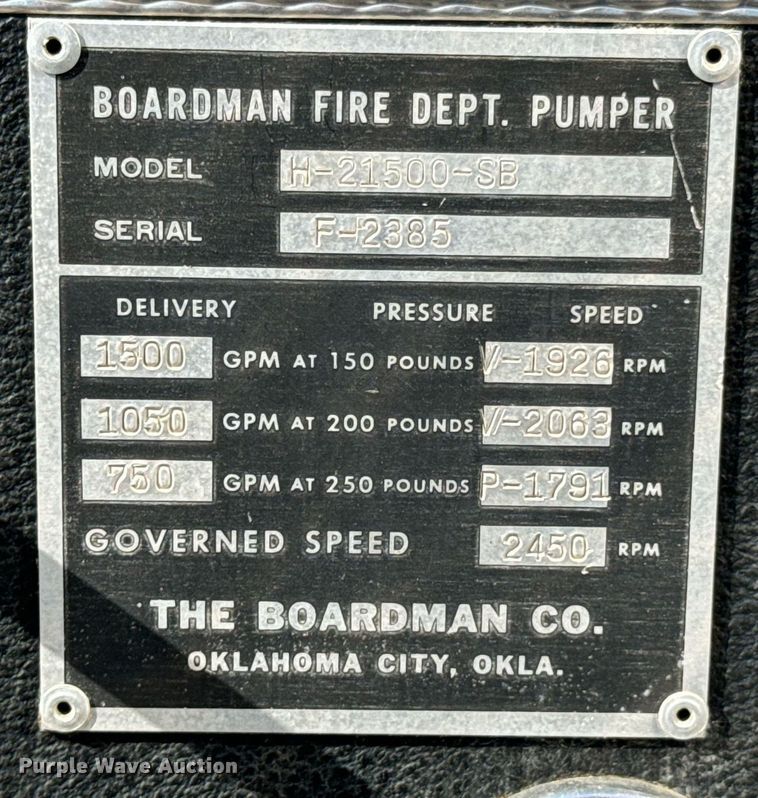 BOARDMAN FIRE DEPT. PUMPER
MODEL H-21500-SB
SERIAL F-2385
DELIVERY PRESSURE SPEED
1500 GPM AT 150 POUNDS V-1926 RPM
1050 GPM AT 200 POUNDS V-2063 RPM
750 GPM AT 250 POUNDS P-1791 RPM
GOVERNED SPEED 2450 RPM
THE BOARDMAN CO.
OKLAHOMA CITY, OKLA.
Purple Wave Auction